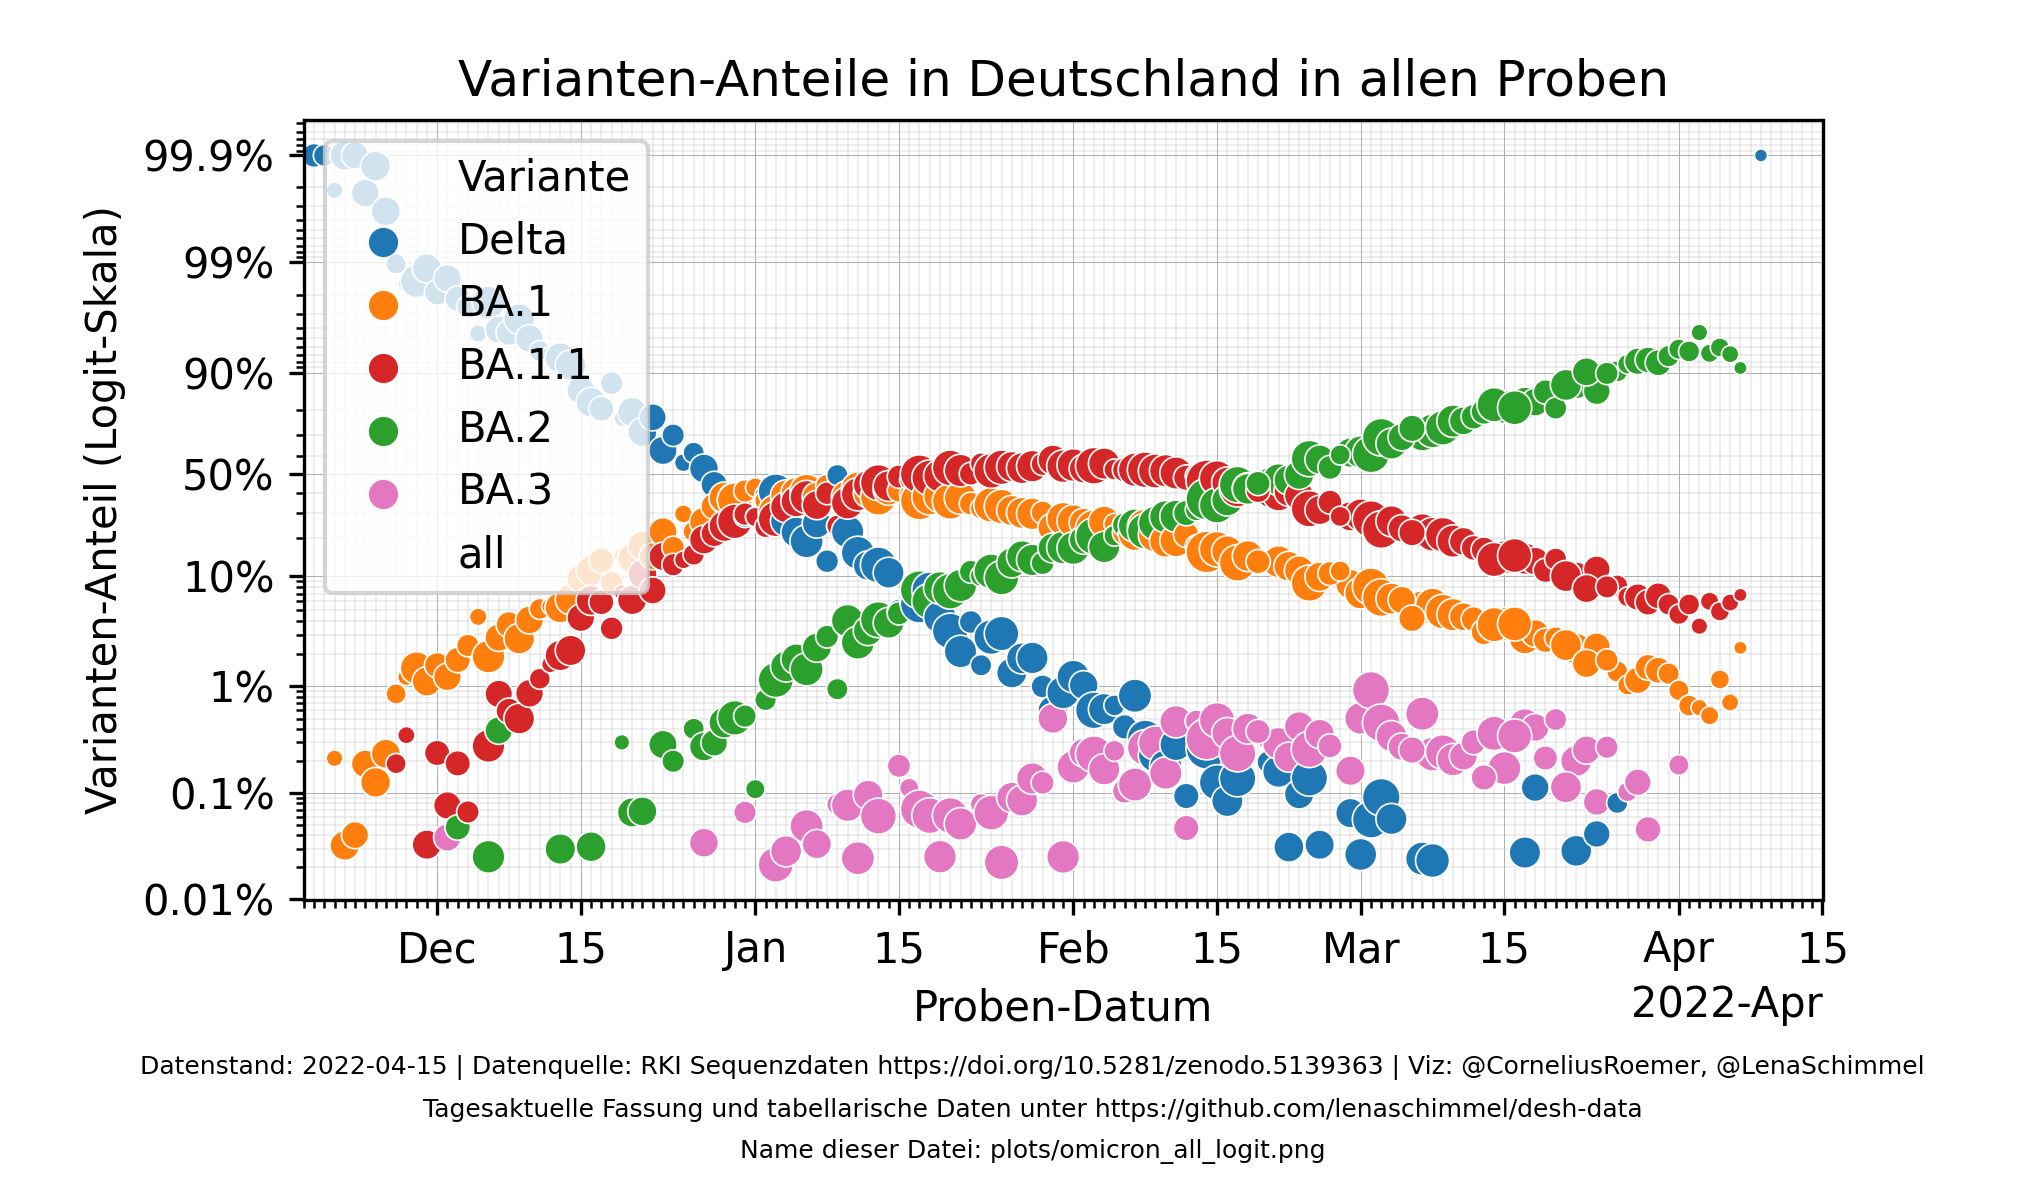 Varianten-Anteile in Deutschland in allen Proben
Varianten-Anteil (Logit-Skala)
99.9%
99%
90%
50%
10%
1%
0.1%
0.01%
Variante
Delta
BA.1
BA.1.1
BA.2
BA.3
all
Dec 15 Jan 15 Feb 15 Mar 15 Apr 15
Proben-Datum
2022-Apr
Datenstand: 2022-04-15 | Datenquelle: RKI Sequenzdaten https://doi.org/10.5281/zenodo.5139363 | Viz: @CorneliusRoemer, @LenaSchimmel
Tagesaktuelle Fassung und tabellarische Daten unter https://github.com/lenaschimmel/desh-data
Name dieser Datei: plots/omicron_all_logit.png